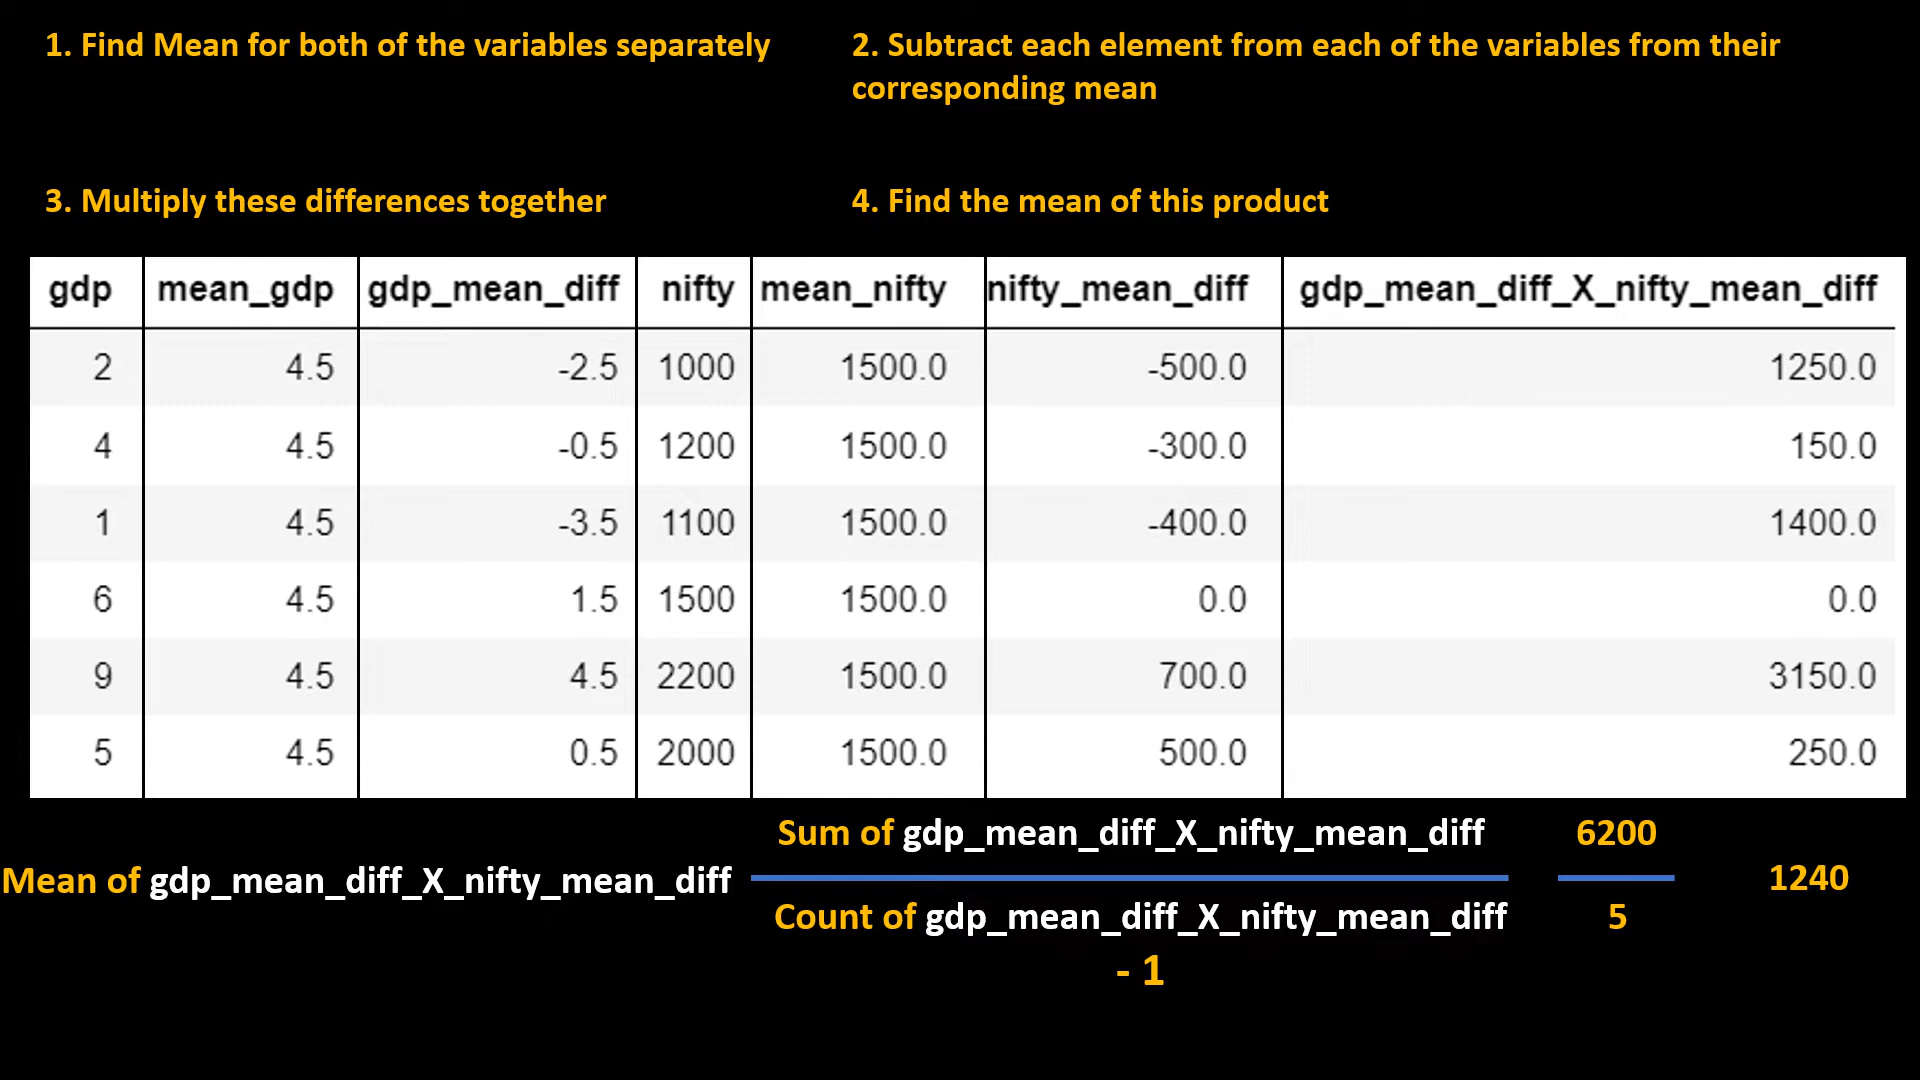 1. Find Mean for both of the variables separately
2. Subtract each element from each of the variables from their
corresponding mean
3. Multiply these differences together
4. Find the mean of this product
gdp mean_gdp gdp_mean_diff nifty mean_nifty nifty_mean_diff gdp_mean_diff_X_nifty_mean_diff
2 4.5 -2.5 1000 1500.0 -500.0 1250.0
4 4.5 -0.5 1200 1500.0 -300.0 150.0
1 4.5 -3.5 1100 1500.0 -400.0 1400.0
6 4.5 1.5 1500 1500.0 0.0 0.0
9 4.5 4.5 2200 1500.0 700.0 3150.0
5 4.5 0.5 2000 1500.0 500.0 250.0
Sum of gdp_mean_diff_X_nifty_mean_diff 6200
Mean of gdp_mean_diff_X_nifty_mean_diff 1240
Count of gdp_mean_diff_X_nifty_mean_diff 5
- 1